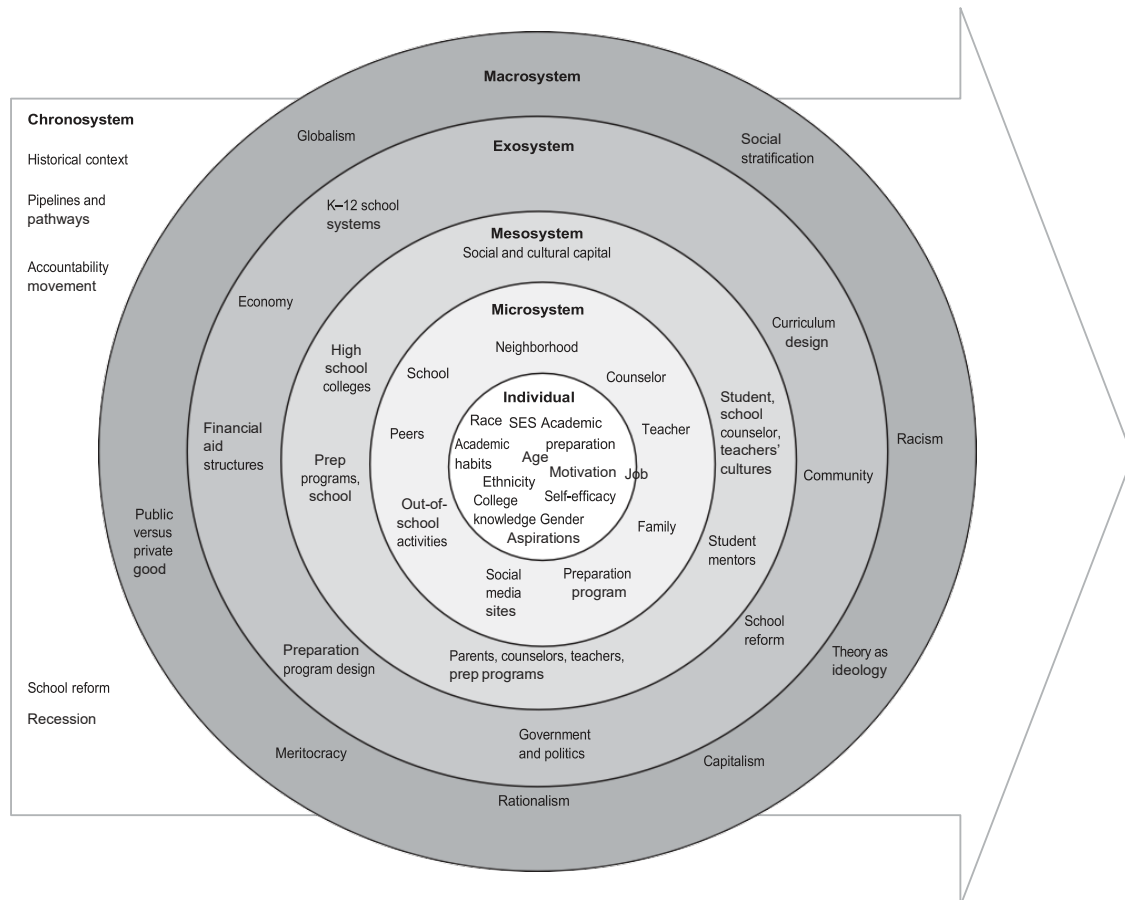 Macrosystem
Chronosystem
Historical context
Pipelines and
pathways
Accountability
movement
School reform
Recession
Globalism
Social
stratification
Racism
Theory as
ideology
Capitalism
Rationalism
Meritocracy
Public
versus
private
good
Exosystem
K–12 school
systems
Economy
Financial
aid
structures
Preparation
program design
Government
and politics
School
reform
Community
Curriculum
design
Mesosystem
Social and cultural capital
High
school
colleges
Prep
programs,
school
Parents, counselors, teachers,
prep programs
Student
mentors
Student,
school
counselor,
teachers’
cultures
Microsystem
Neighborhood
School
Counselor
Peers
Teacher
Job
Out-of-
school
activities
Family
Social
media
sites
Preparation
program
Individual
Race SES Academic
preparation
Academic
habits
Age
Motivation
Ethnicity
Self-efficacy
College
knowledge Gender
Aspirations